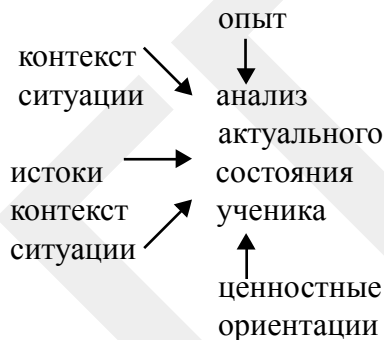 опыт
контекст
ситуации
анализ
актуального
состояния
ученика
истоки
контекст
ситуации
ценностные
ориентации